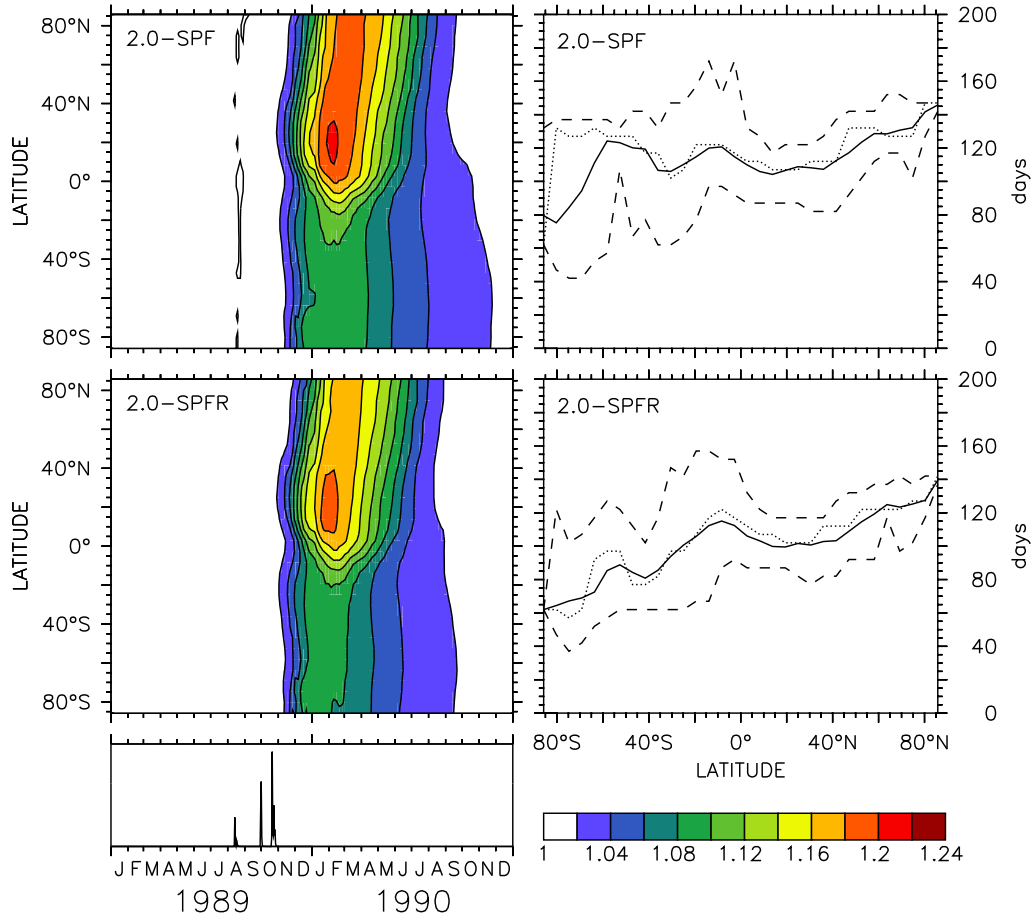 80°N
40°N
0°
40°S
80°S
LATITUDE
2.0-SPF
2.0-SPF
200
160
120
80
40
0
days
80°N
40°N
0°
40°S
80°S
LATITUDE
2.0-SPFR
2.0-SPFR
200
160
120
80
40
0
days
80°S 40°S 0° 40°N 80°N
LATITUDE
J F M A M J J A S O N D J F M A M J J A S O N D
1989 1990
1 1.04 1.08 1.12 1.16 1.2 1.24